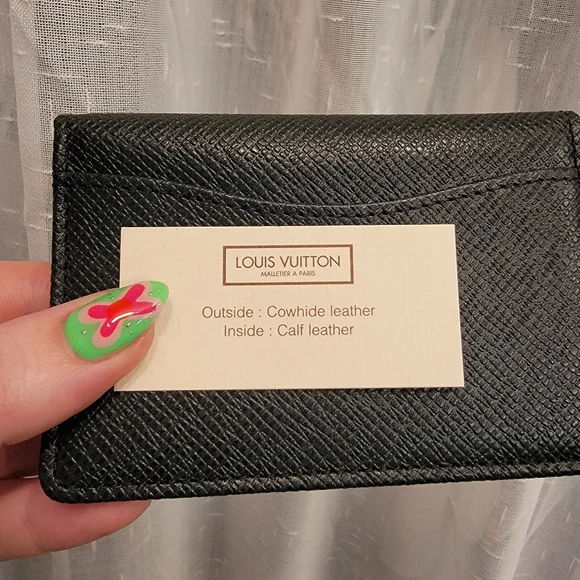 LOUIS VUITTON
MALLETIER A PARIS
Outside : Cowhide leather
Inside : Calf leather